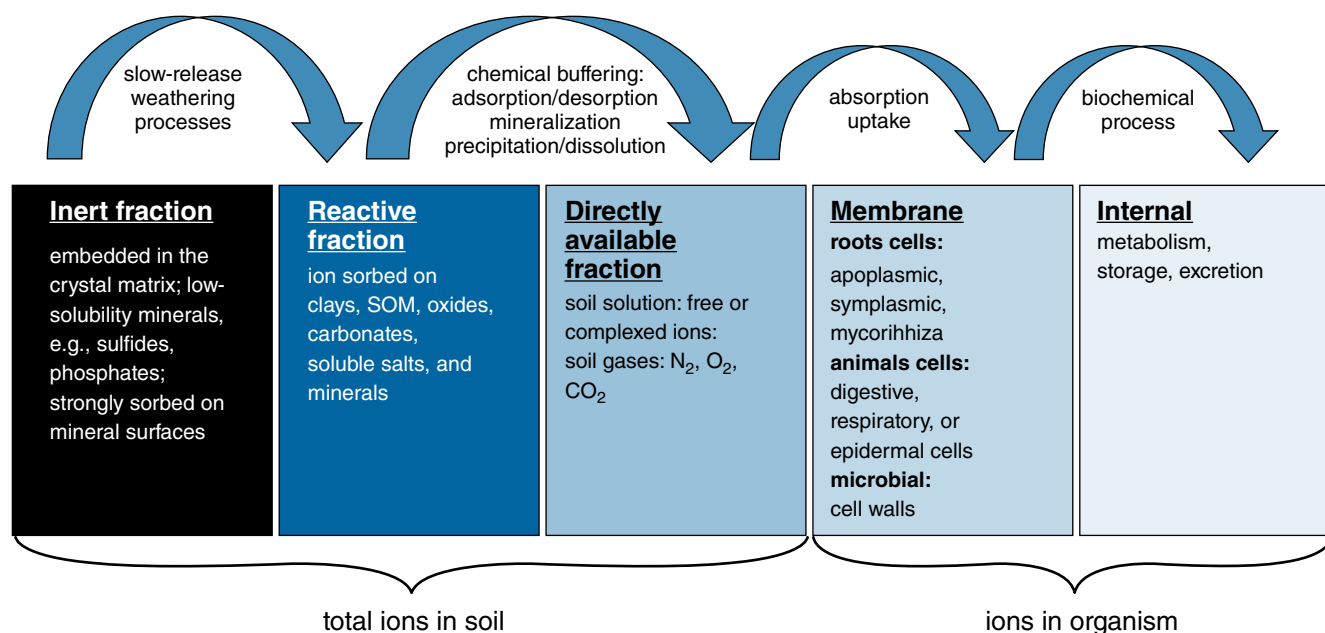 slow-release
weathering
processes
chemical buffering:
adsorption/desorption
mineralization
precipitation/dissolution
absorption
uptake
biochemical
process
Inert fraction
embedded in the
crystal matrix; low-
solubility minerals,
e.g., sulfides,
phosphates;
strongly sorbed on
mineral surfaces
Reactive
fraction
ion sorbed on
clays, SOM, oxides,
carbonates,
soluble salts, and
minerals
Directly
available
fraction
soil solution: free or
complexed ions:
soil gases: N₂, O₂,
CO₂
Membrane
roots cells:
apoplasmic,
symplasmic,
mycorihhiza
animals cells:
digestive,
respiratory, or
epidermal cells
microbial:
cell walls
Internal
metabolism,
storage, excretion
total ions in soil
ions in organism